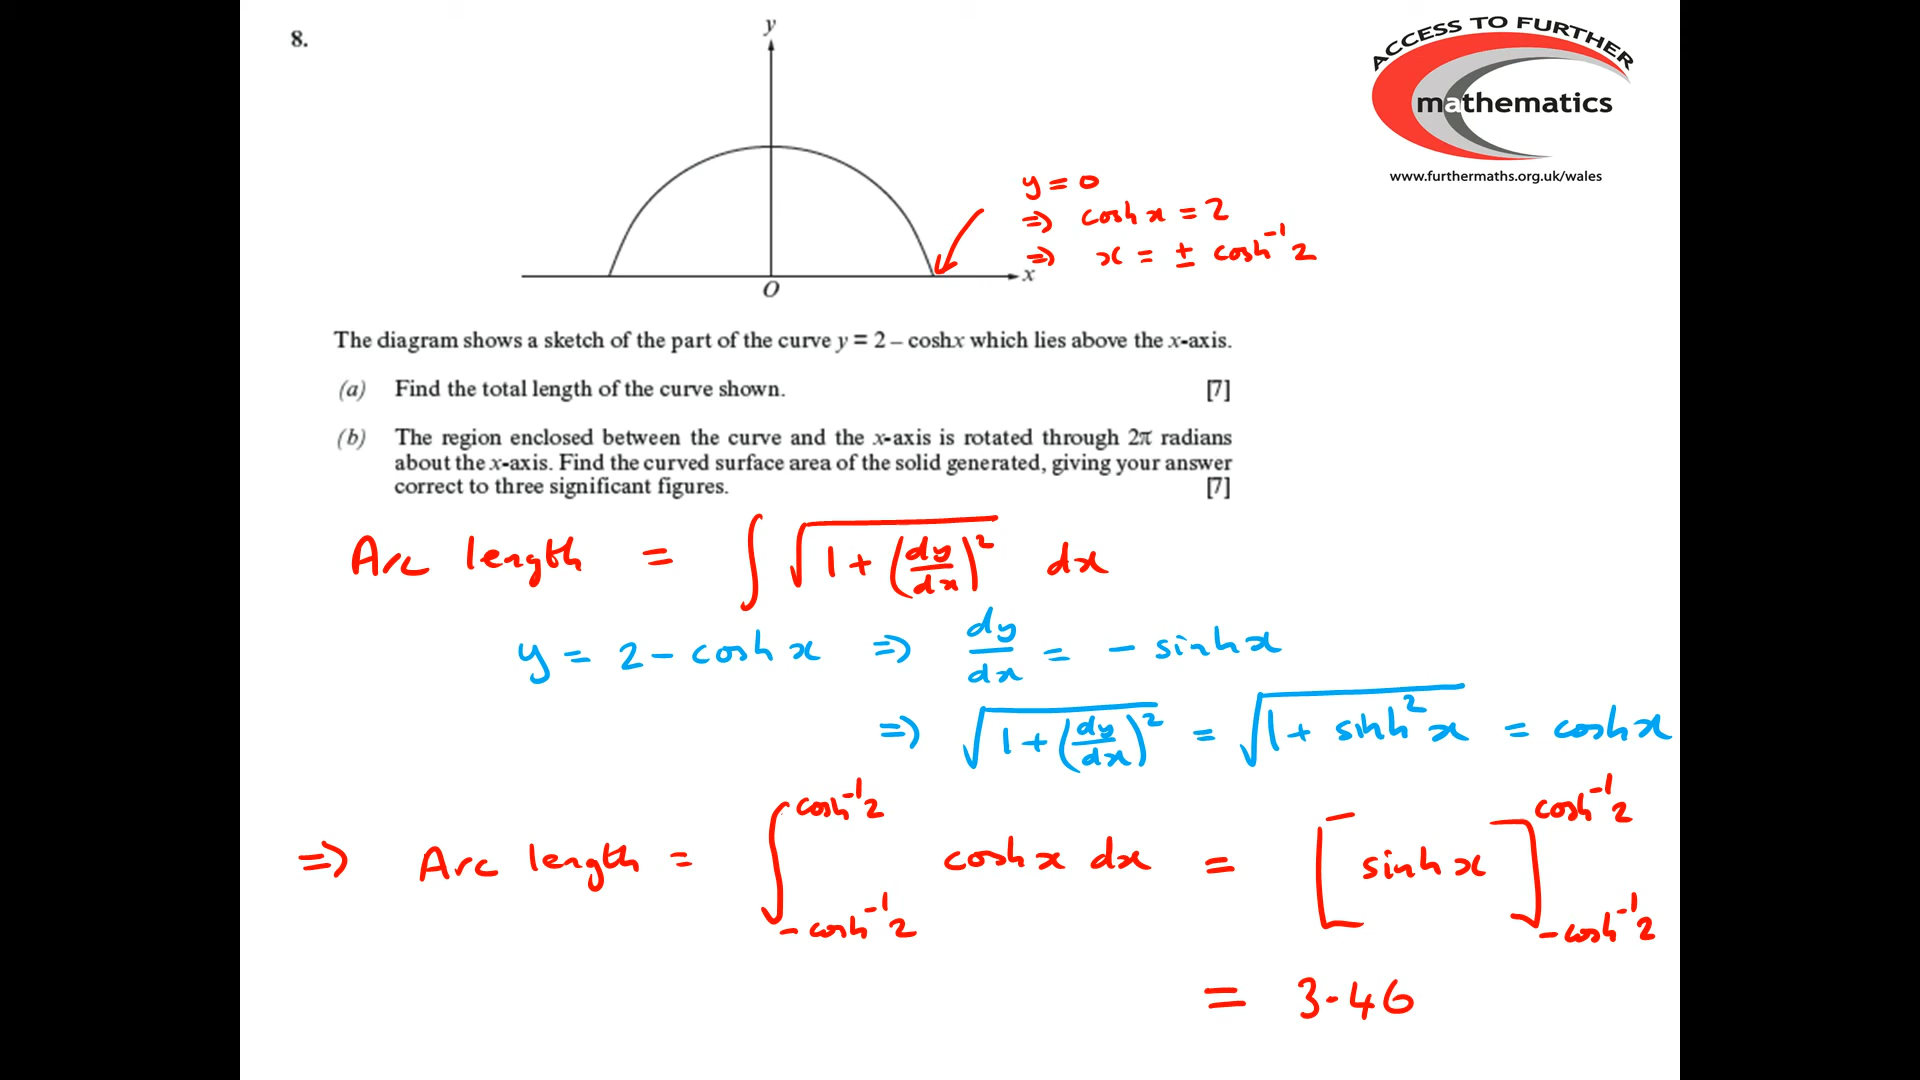 8.
y
ACCESS TO FURTHER
mathematics
www.furthermaths.org.uk/wales
y = 0
⇒ cosh x = 2
⇒ x = ± cosh⁻¹ 2
x
O
The diagram shows a sketch of the part of the curve y = 2 – coshx which lies above the x-axis.
(a) Find the total length of the curve shown. [7]
(b) The region enclosed between the curve and the x-axis is rotated through 2π radians
about the x-axis. Find the curved surface area of the solid generated, giving your answer
correct to three significant figures. [7]
Arc length = ∫ √(1 + (dy/dx)²) dx
y = 2 – cosh x ⇒ dy/dx = – sinh x
⇒ √(1 + (dy/dx)²) = √(1 + sinh² x) = cosh x
⇒ Arc length = ∫_{-cosh⁻¹2}^{cosh⁻¹2} cosh x dx = [sinh x]_{-cosh⁻¹2}^{cosh⁻¹2}
= 3·46